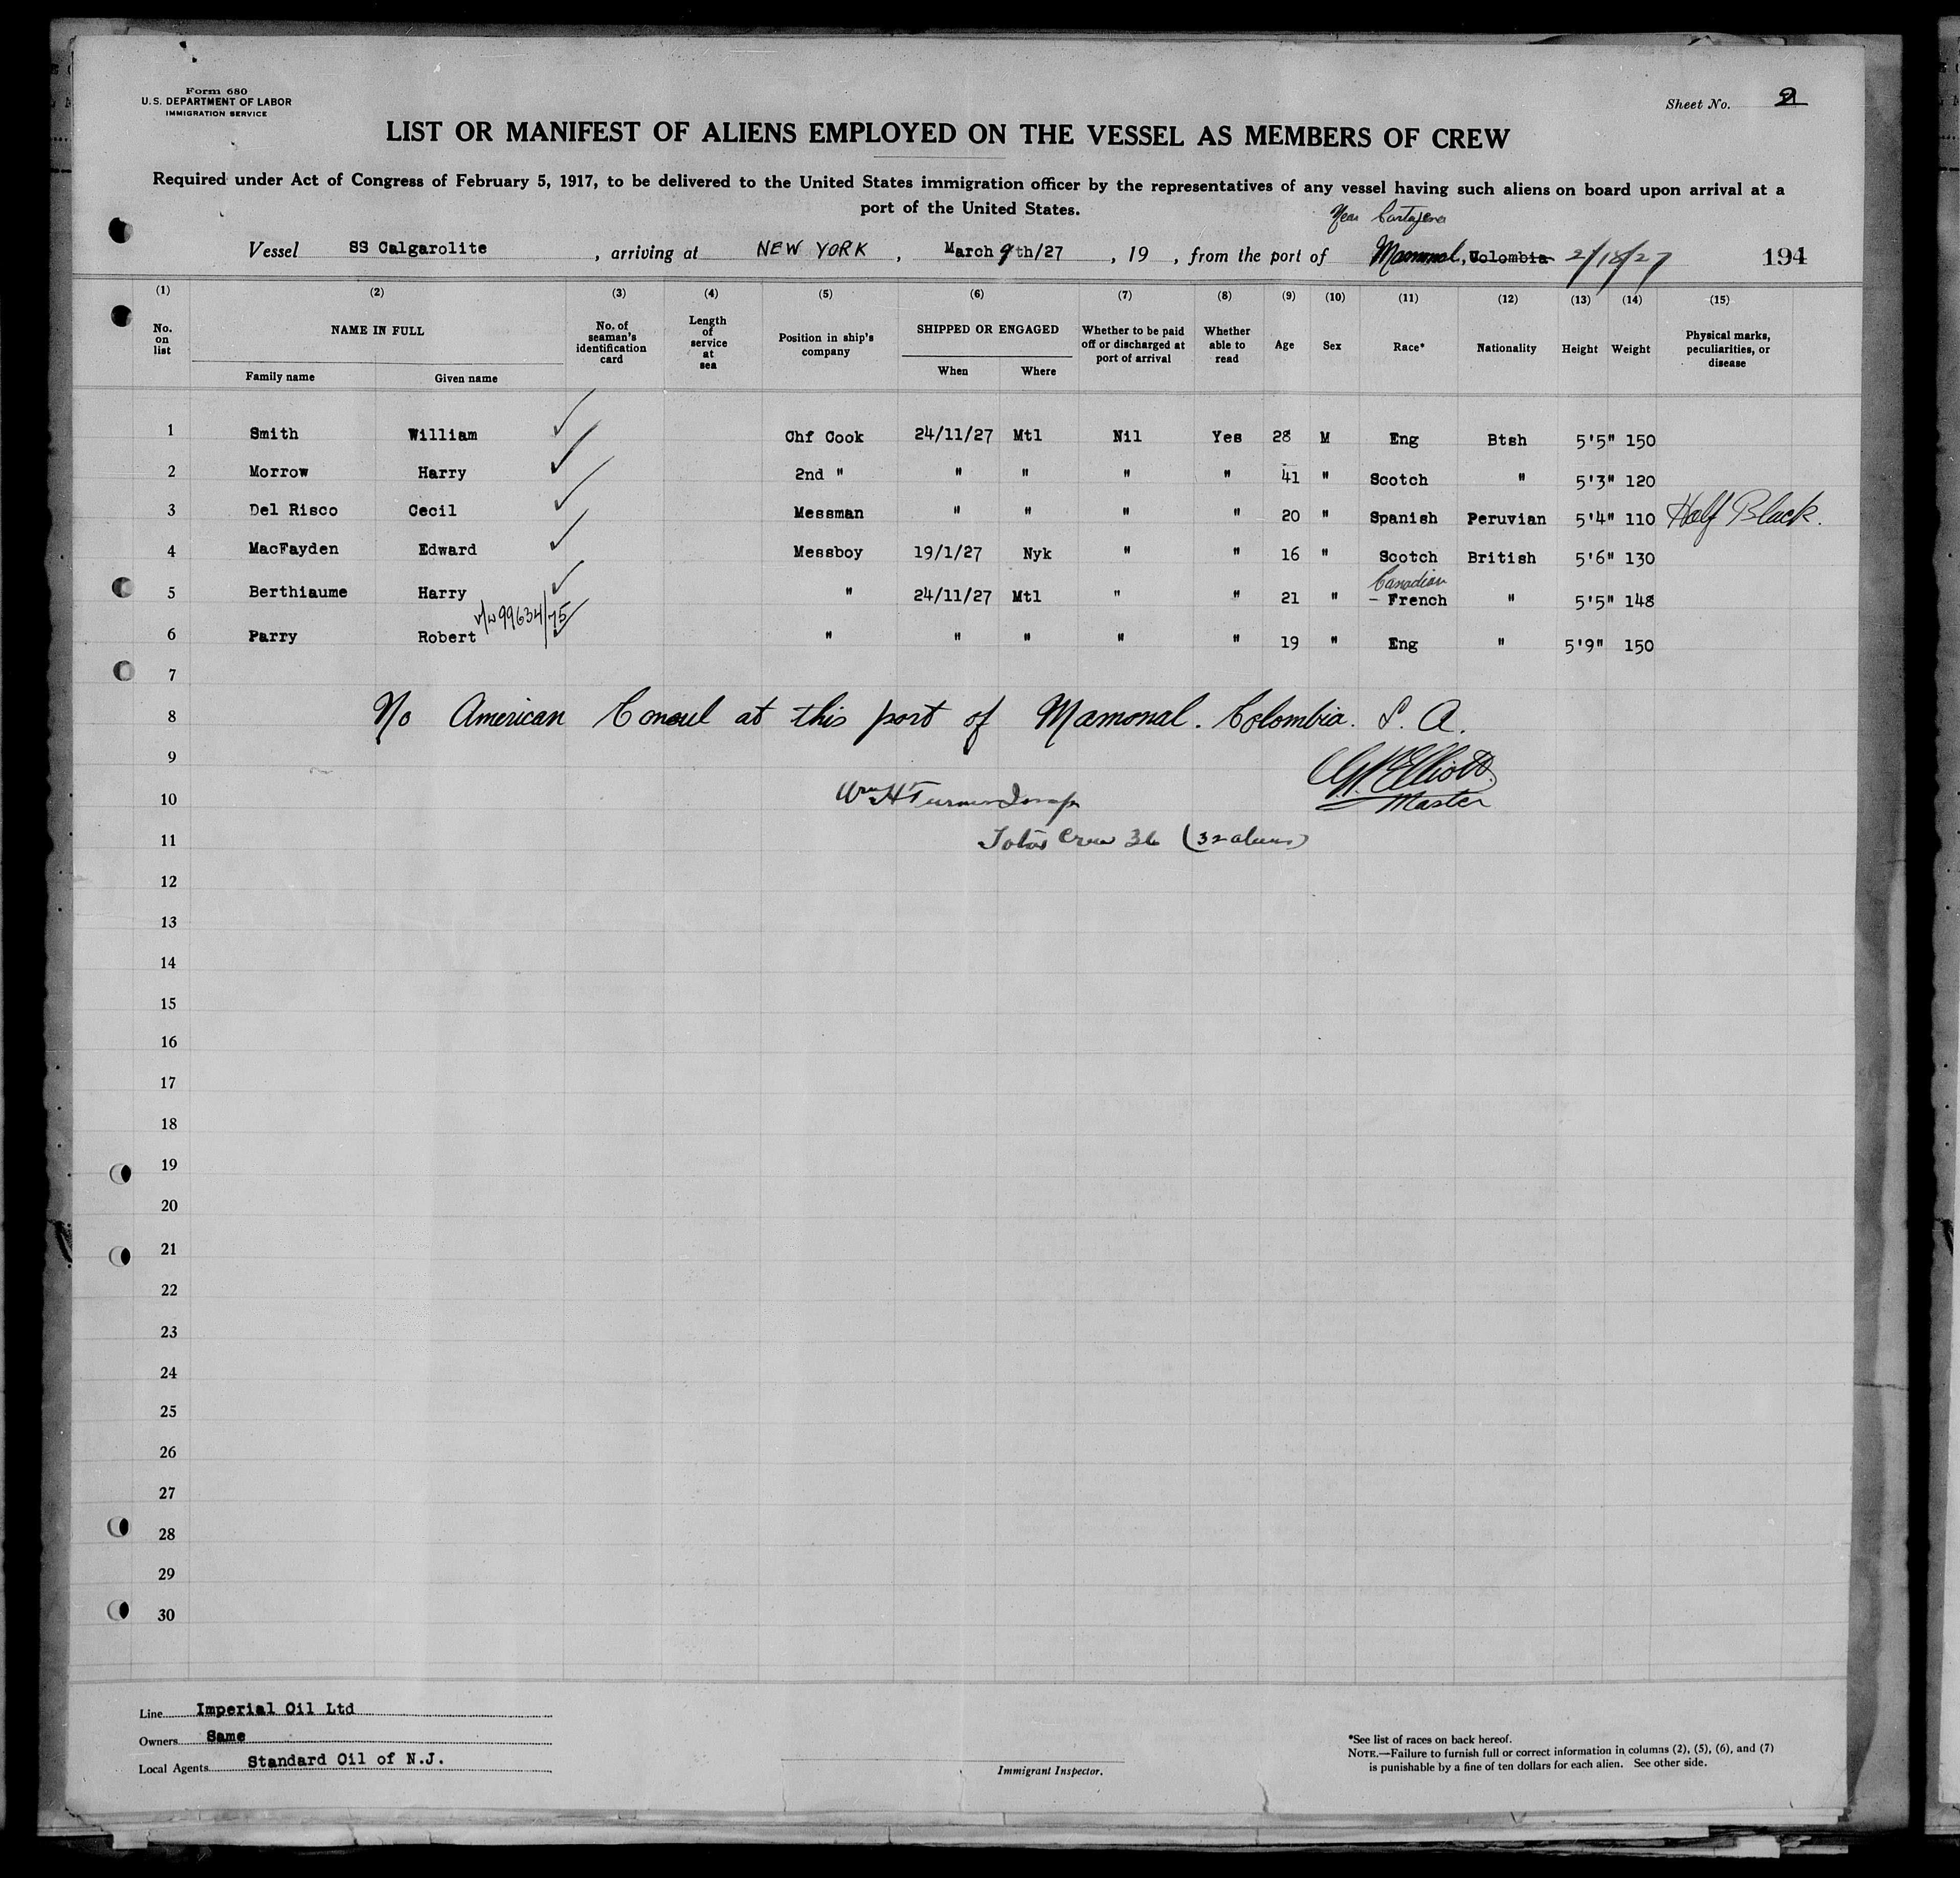 Form 680
U.S. DEPARTMENT OF LABOR
IMMIGRATION SERVICE
Sheet No. 2
LIST OR MANIFEST OF ALIENS EMPLOYED ON THE VESSEL AS MEMBERS OF CREW
Required under Act of Congress of February 5, 1917, to be delivered to the United States immigration officer by the representatives of any vessel having such aliens on board upon arrival at a
port of the United States.
Near Cartagena
Vessel SS Calgarolite, arriving at NEW YORK, March 9th/27, 19 , from the port of Mamonal, Colombia 2/18/27 194
(1) (2) (3) (4) (5) (6) (7) (8) (9) (10) (11) (12) (13) (14) (15)
No. on list NAME IN FULL Family name Given name No. of seaman's identification card Length of service at sea Position in ship's company SHIPPED OR ENGAGED When Where Whether to be paid off or discharged at port of arrival Whether able to read Age Sex Race* Nationality Height Weight Physical marks, peculiarities, or disease
1 Smith William ✓ Chf Cook 24/11/27 Mtl Nil Yes 28 M Eng Btsh 5'5" 150
2 Morrow Harry ✓ 2nd " " " " " 41 " Scotch " 5'3" 120
3 Del Risco Cecil ✓ Messman " " " " 20 " Spanish Peruvian 5'4" 110 Half Black.
4 MacFayden Edward ✓ Messboy 19/1/27 Nyk " " 16 " Scotch British 5'6" 130
Canadian
5 Berthiaume Harry ✓ " 24/11/27 Mtl " " 21 " - French " 5'5" 148
99634/75
6 Parry Robert ✓ " " " " " 19 " Eng " 5'9" 150
7
8 No American Consul at this port of Mamonal. Colombia. S. A.
9 Elliott
10 Wm H Turner Insp Master
11 Total Crew 36 (32 aliens)
12
13
14
15
16
17
18
19
20
21
22
23
24
25
26
27
28
29
30
Line Imperial Oil Ltd
Owners Same
Local Agents Standard Oil of N.J.
Immigrant Inspector.
*See list of races on back hereof.
NOTE.—Failure to furnish full or correct information in columns (2), (5), (6), and (7)
is punishable by a fine of ten dollars for each alien. See other side.